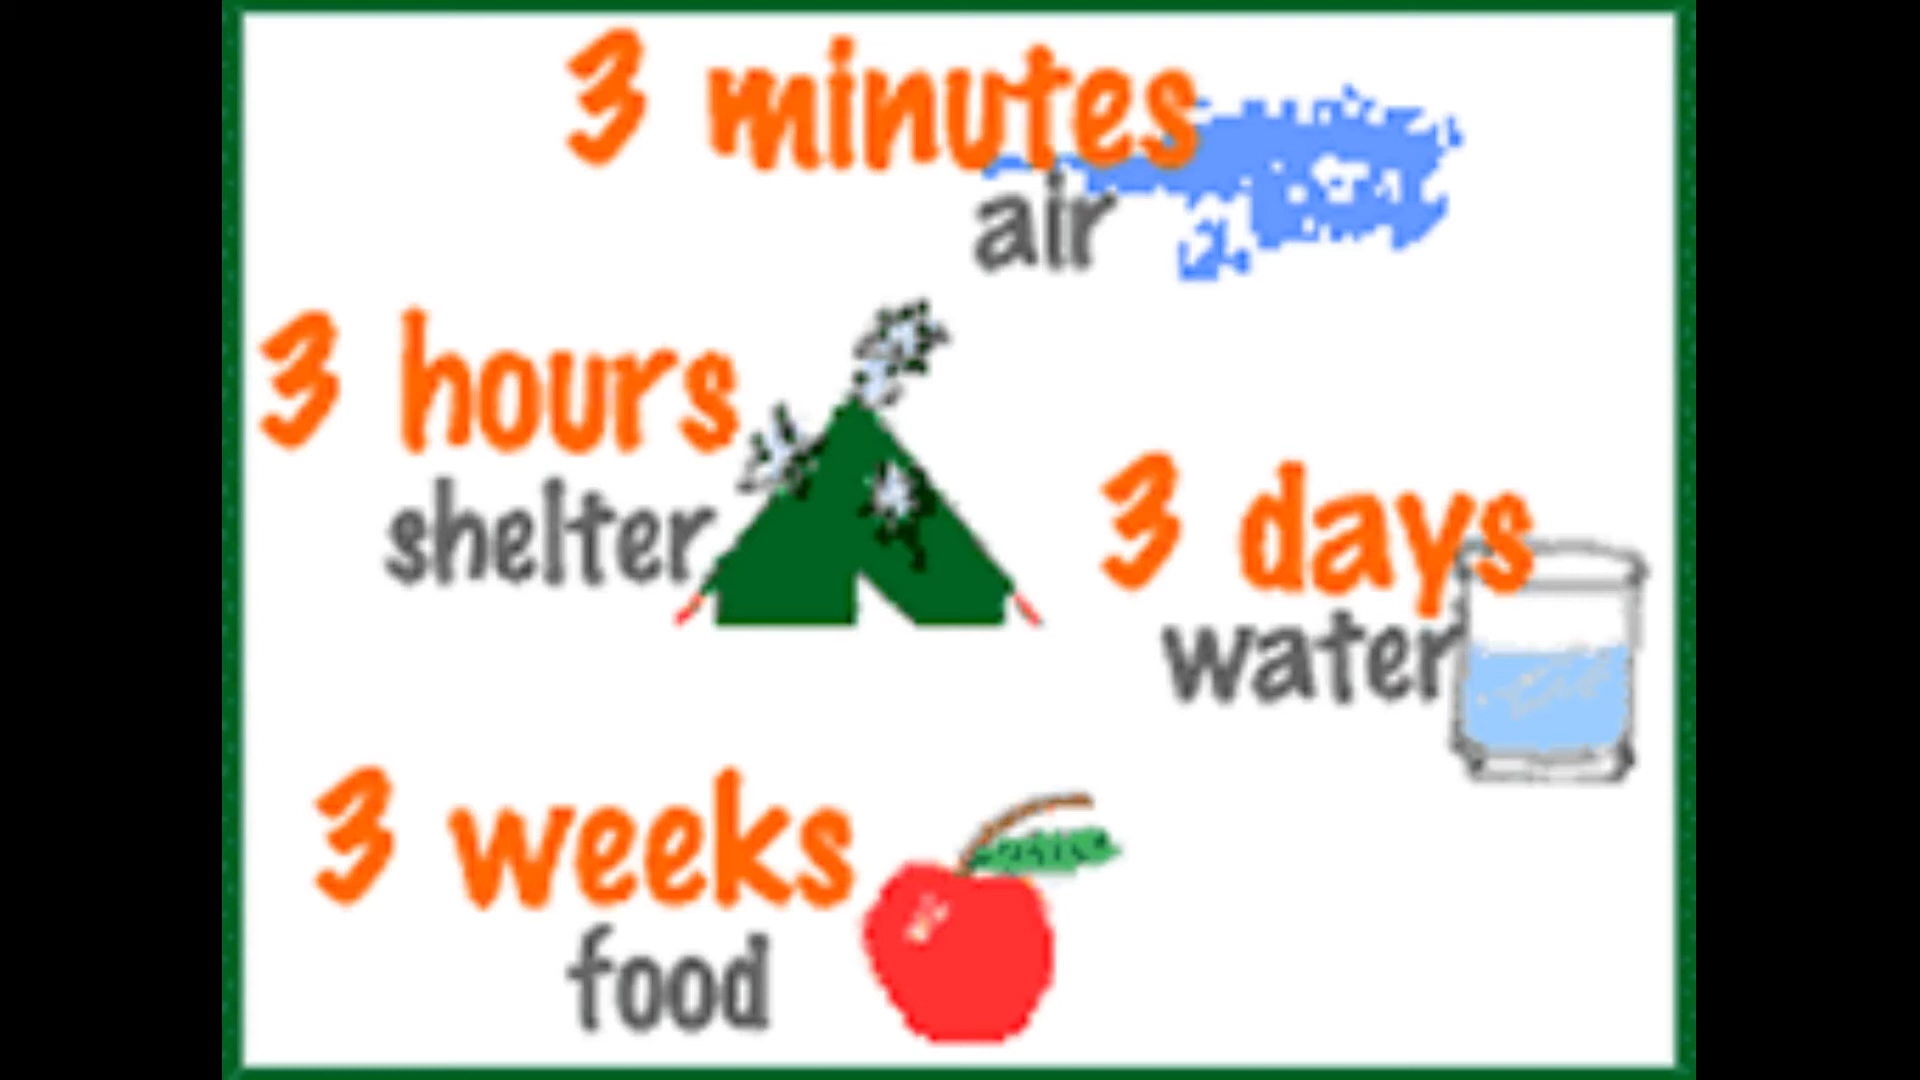 3 minutes
air
3 hours
shelter
3 days
water
3 weeks
food